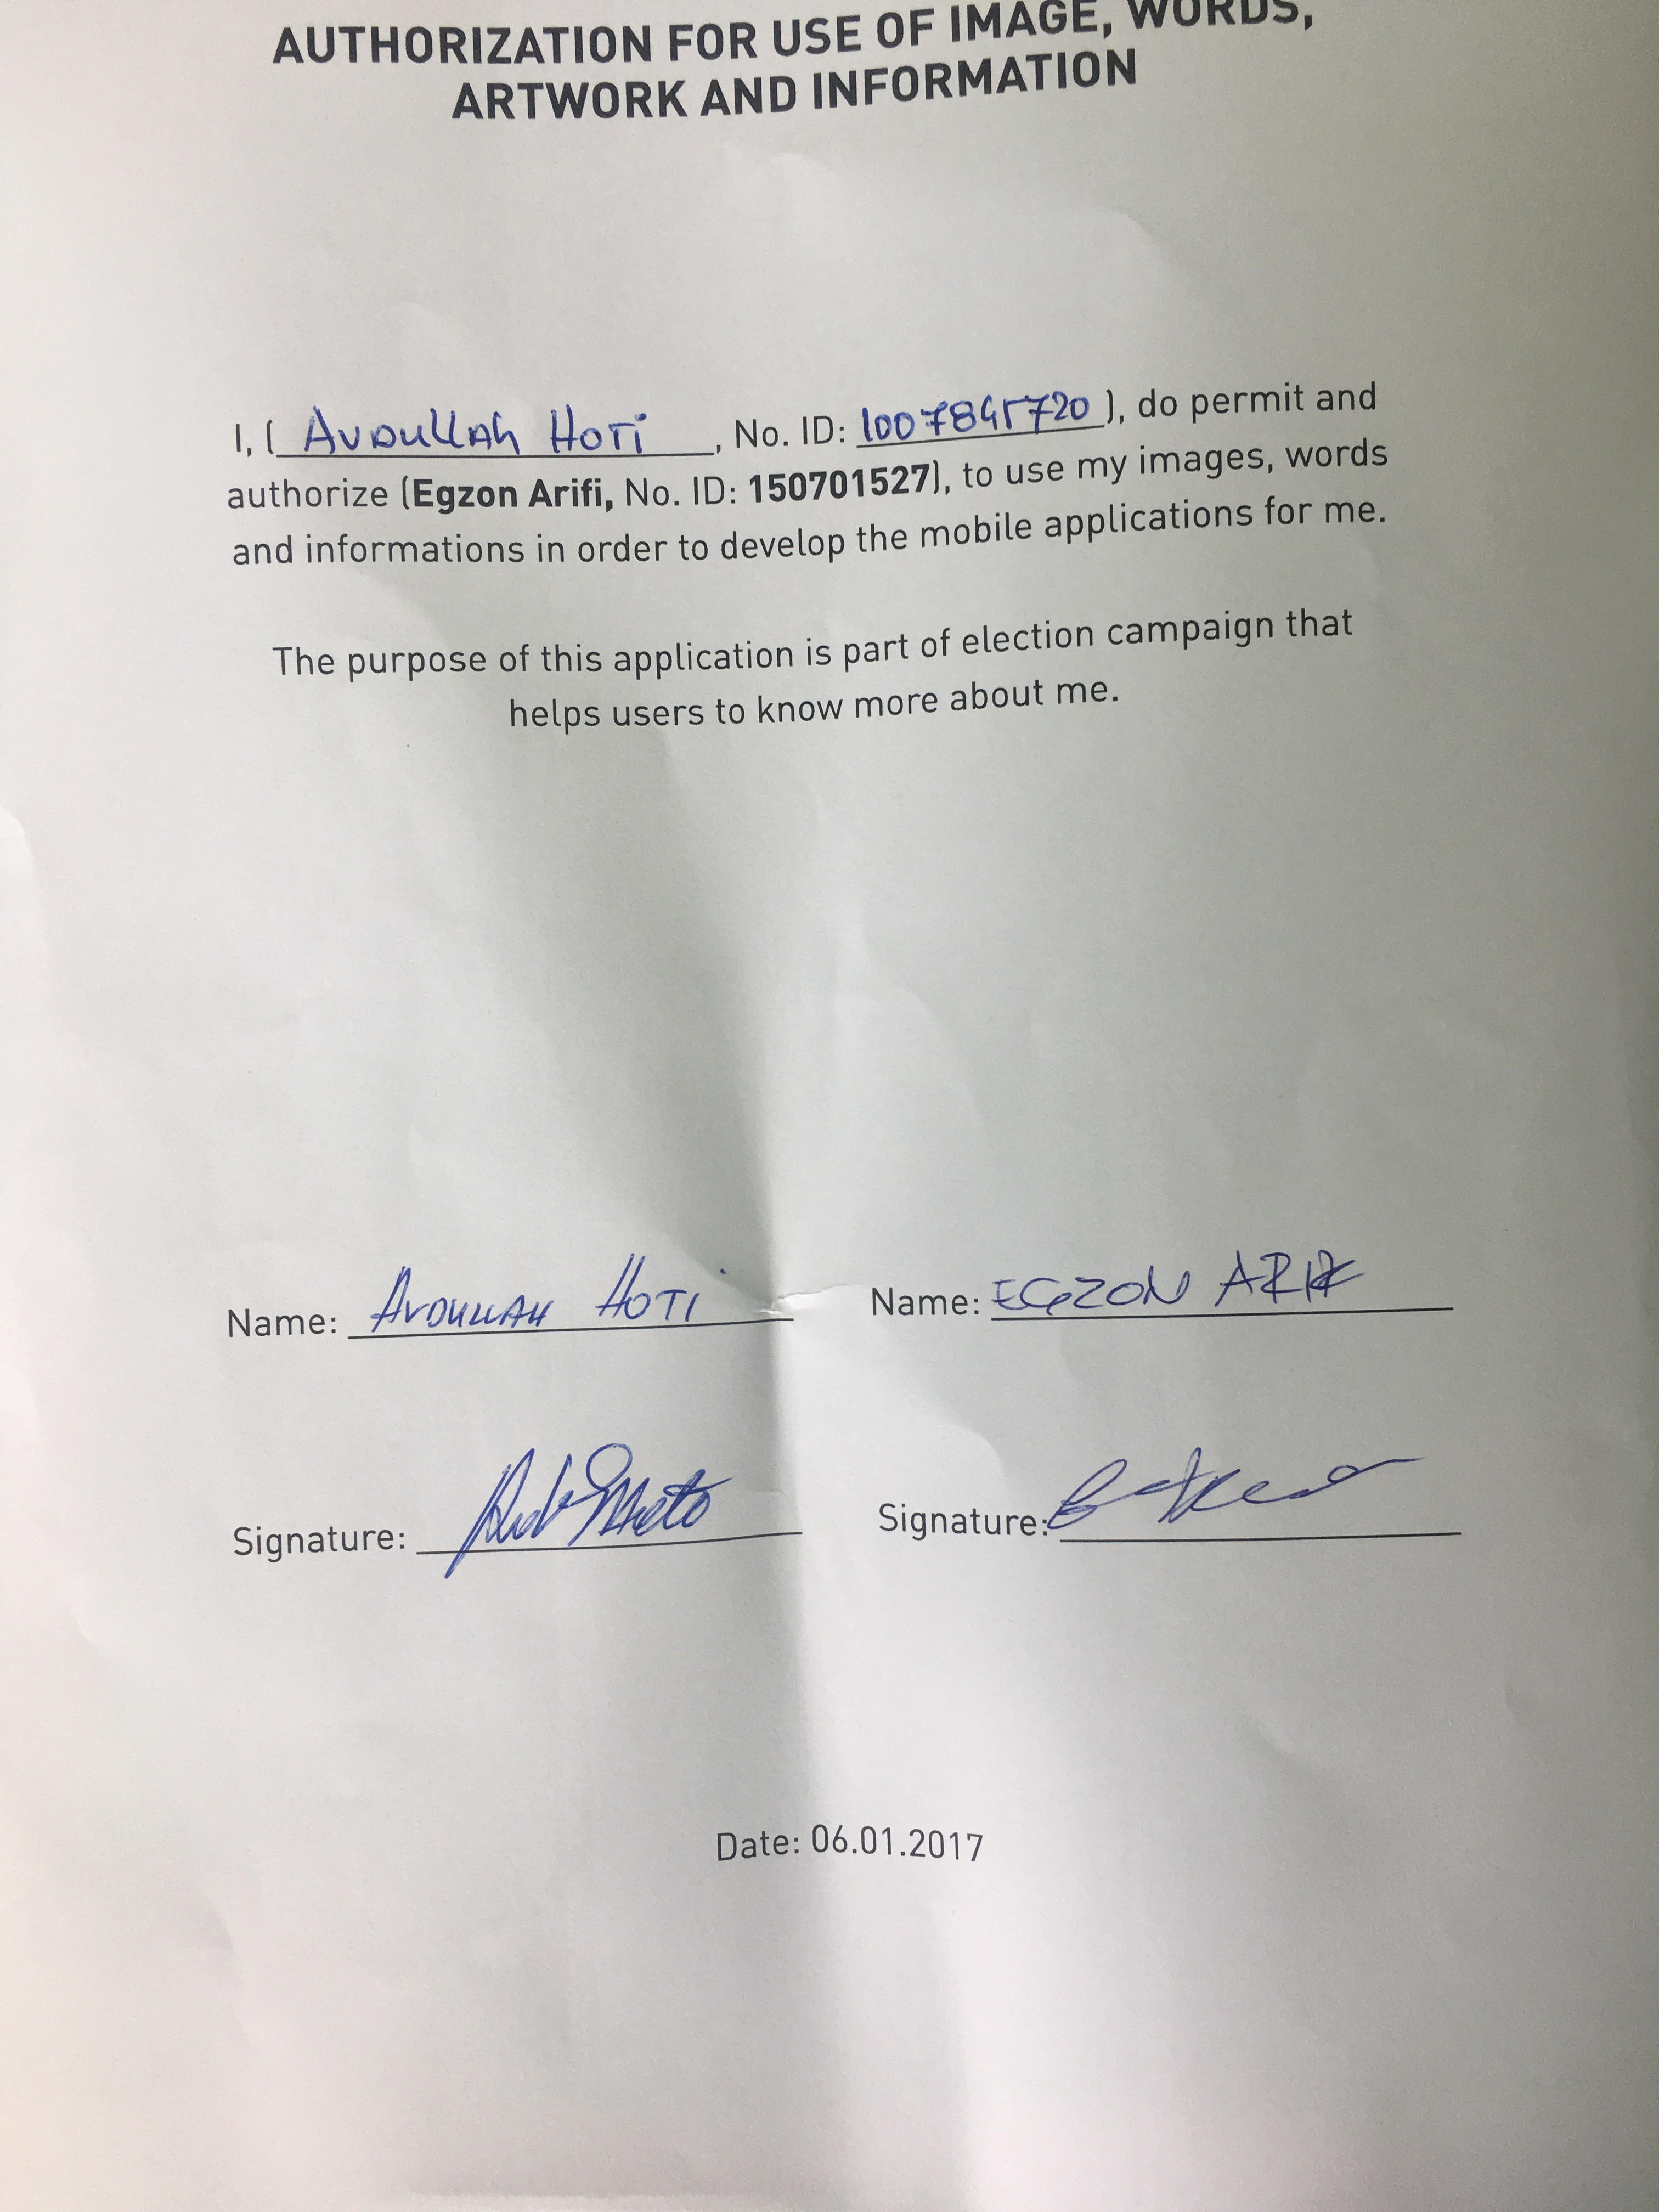 AUTHORIZATION FOR USE OF IMAGE, WORDS,
ARTWORK AND INFORMATION
I, ( Avdullah Hoti , No. ID: 1007845720 ), do permit and
authorize (Egzon Arifi, No. ID: 150701527), to use my images, words
and informations in order to develop the mobile applications for me.
The purpose of this application is part of election campaign that
helps users to know more about me.
Name: AVDULLAH HOTI Name: EGZON
Signature: Signature:
Date: 06.01.2017